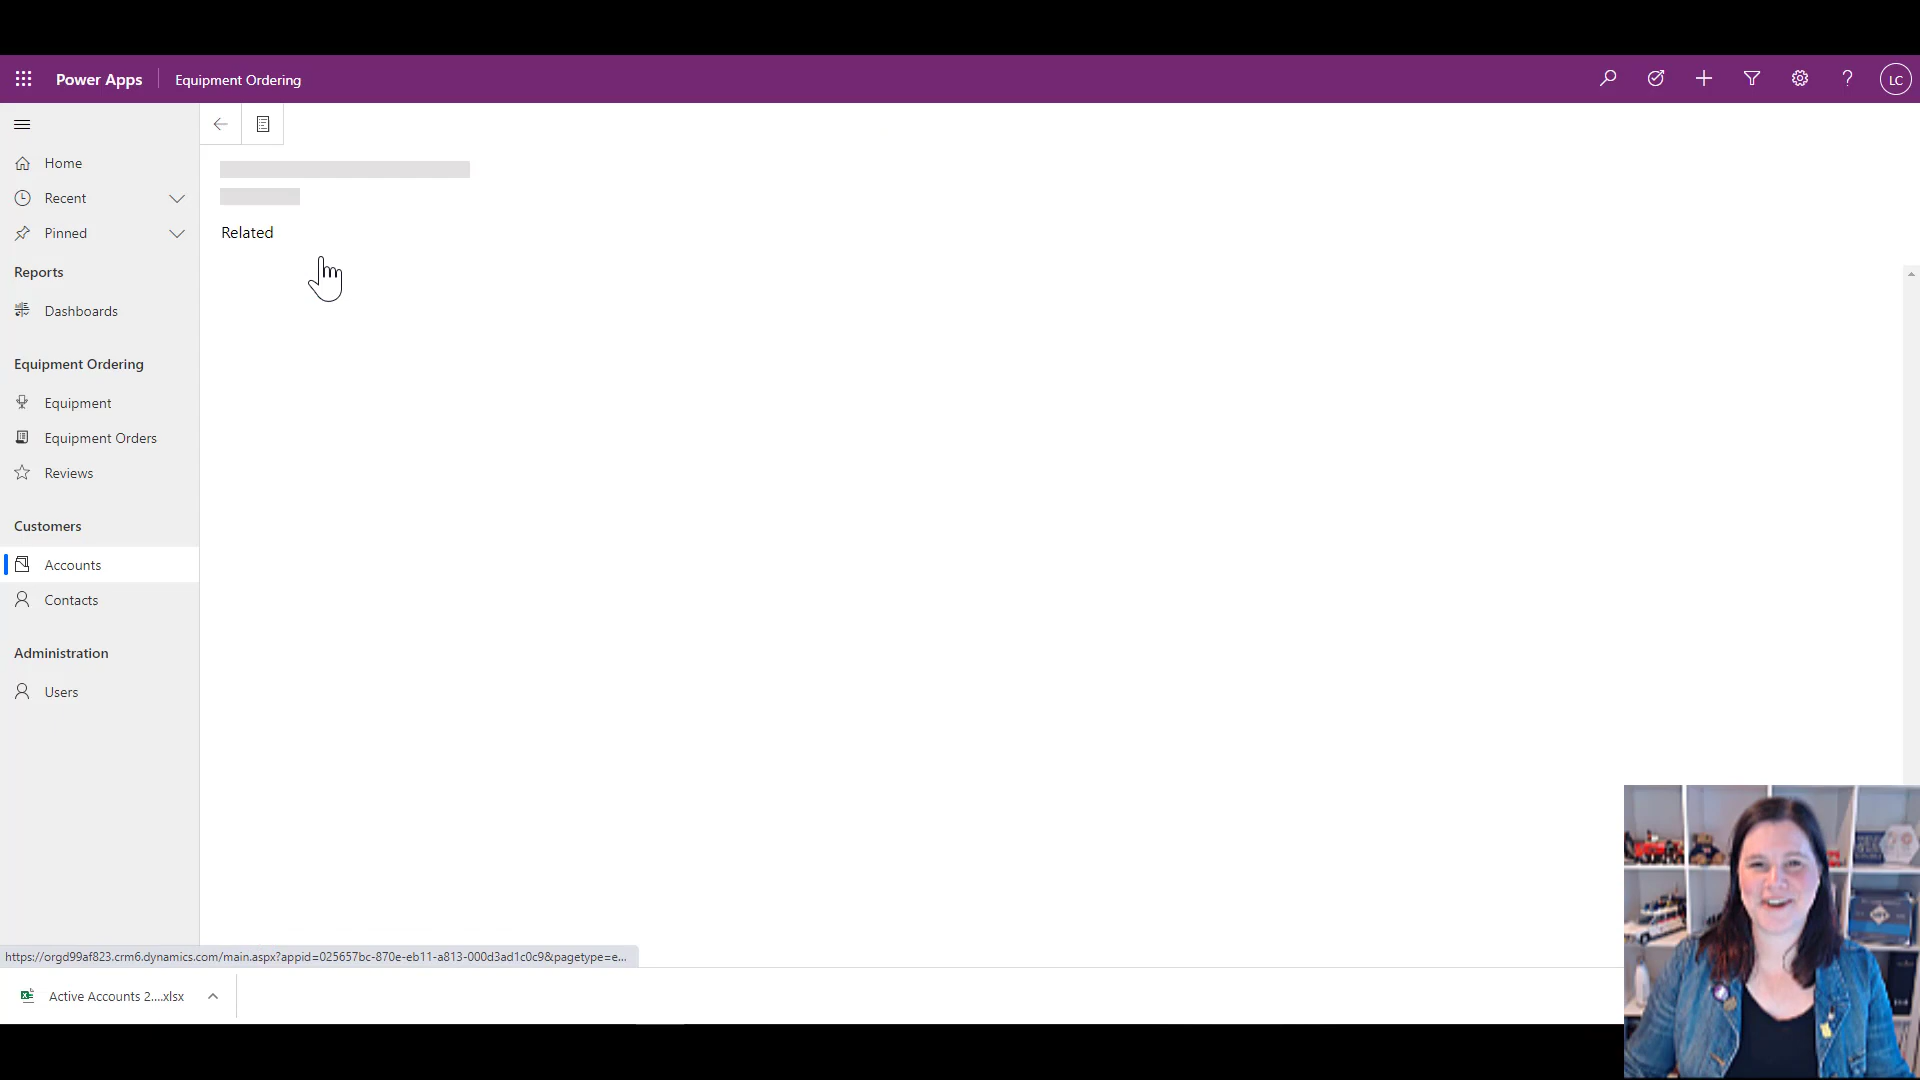 Power Apps
Equipment Ordering
LC
Home
Recent
Pinned
Related
Reports
Dashboards
Equipment Ordering
Equipment
Equipment Orders
Reviews
Customers
Accounts
Contacts
Administration
Users
https://orgd99af823.crm6.dynamics.com/main.aspx?appid=025657bc-870e-eb11-a813-000d3ad1c0c9&pagetype=e...
Active Accounts 2....xlsx